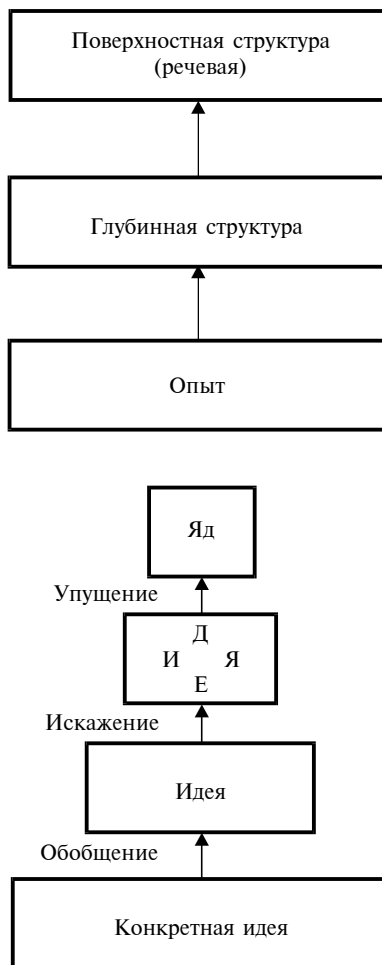 Поверхностная структура
(речевая)
Глубинная структура
Опыт
Яд
Упущение
Д
И Я
Е
Искажение
Идея
Обобщение
Конкретная идея